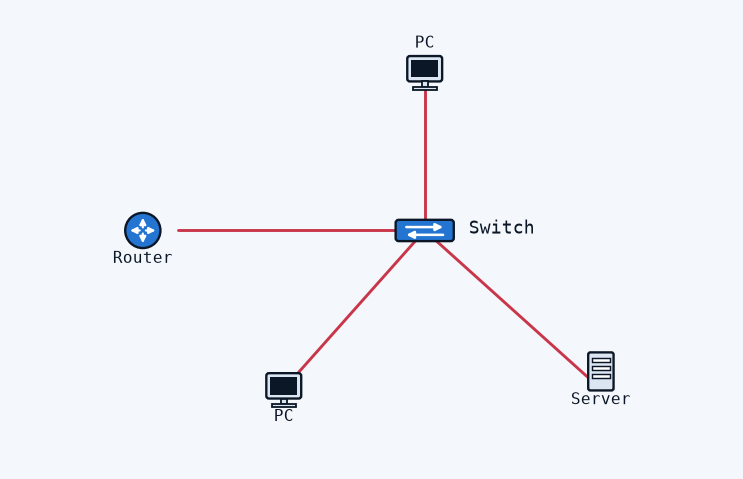 PC
Switch
Router
Server
PC